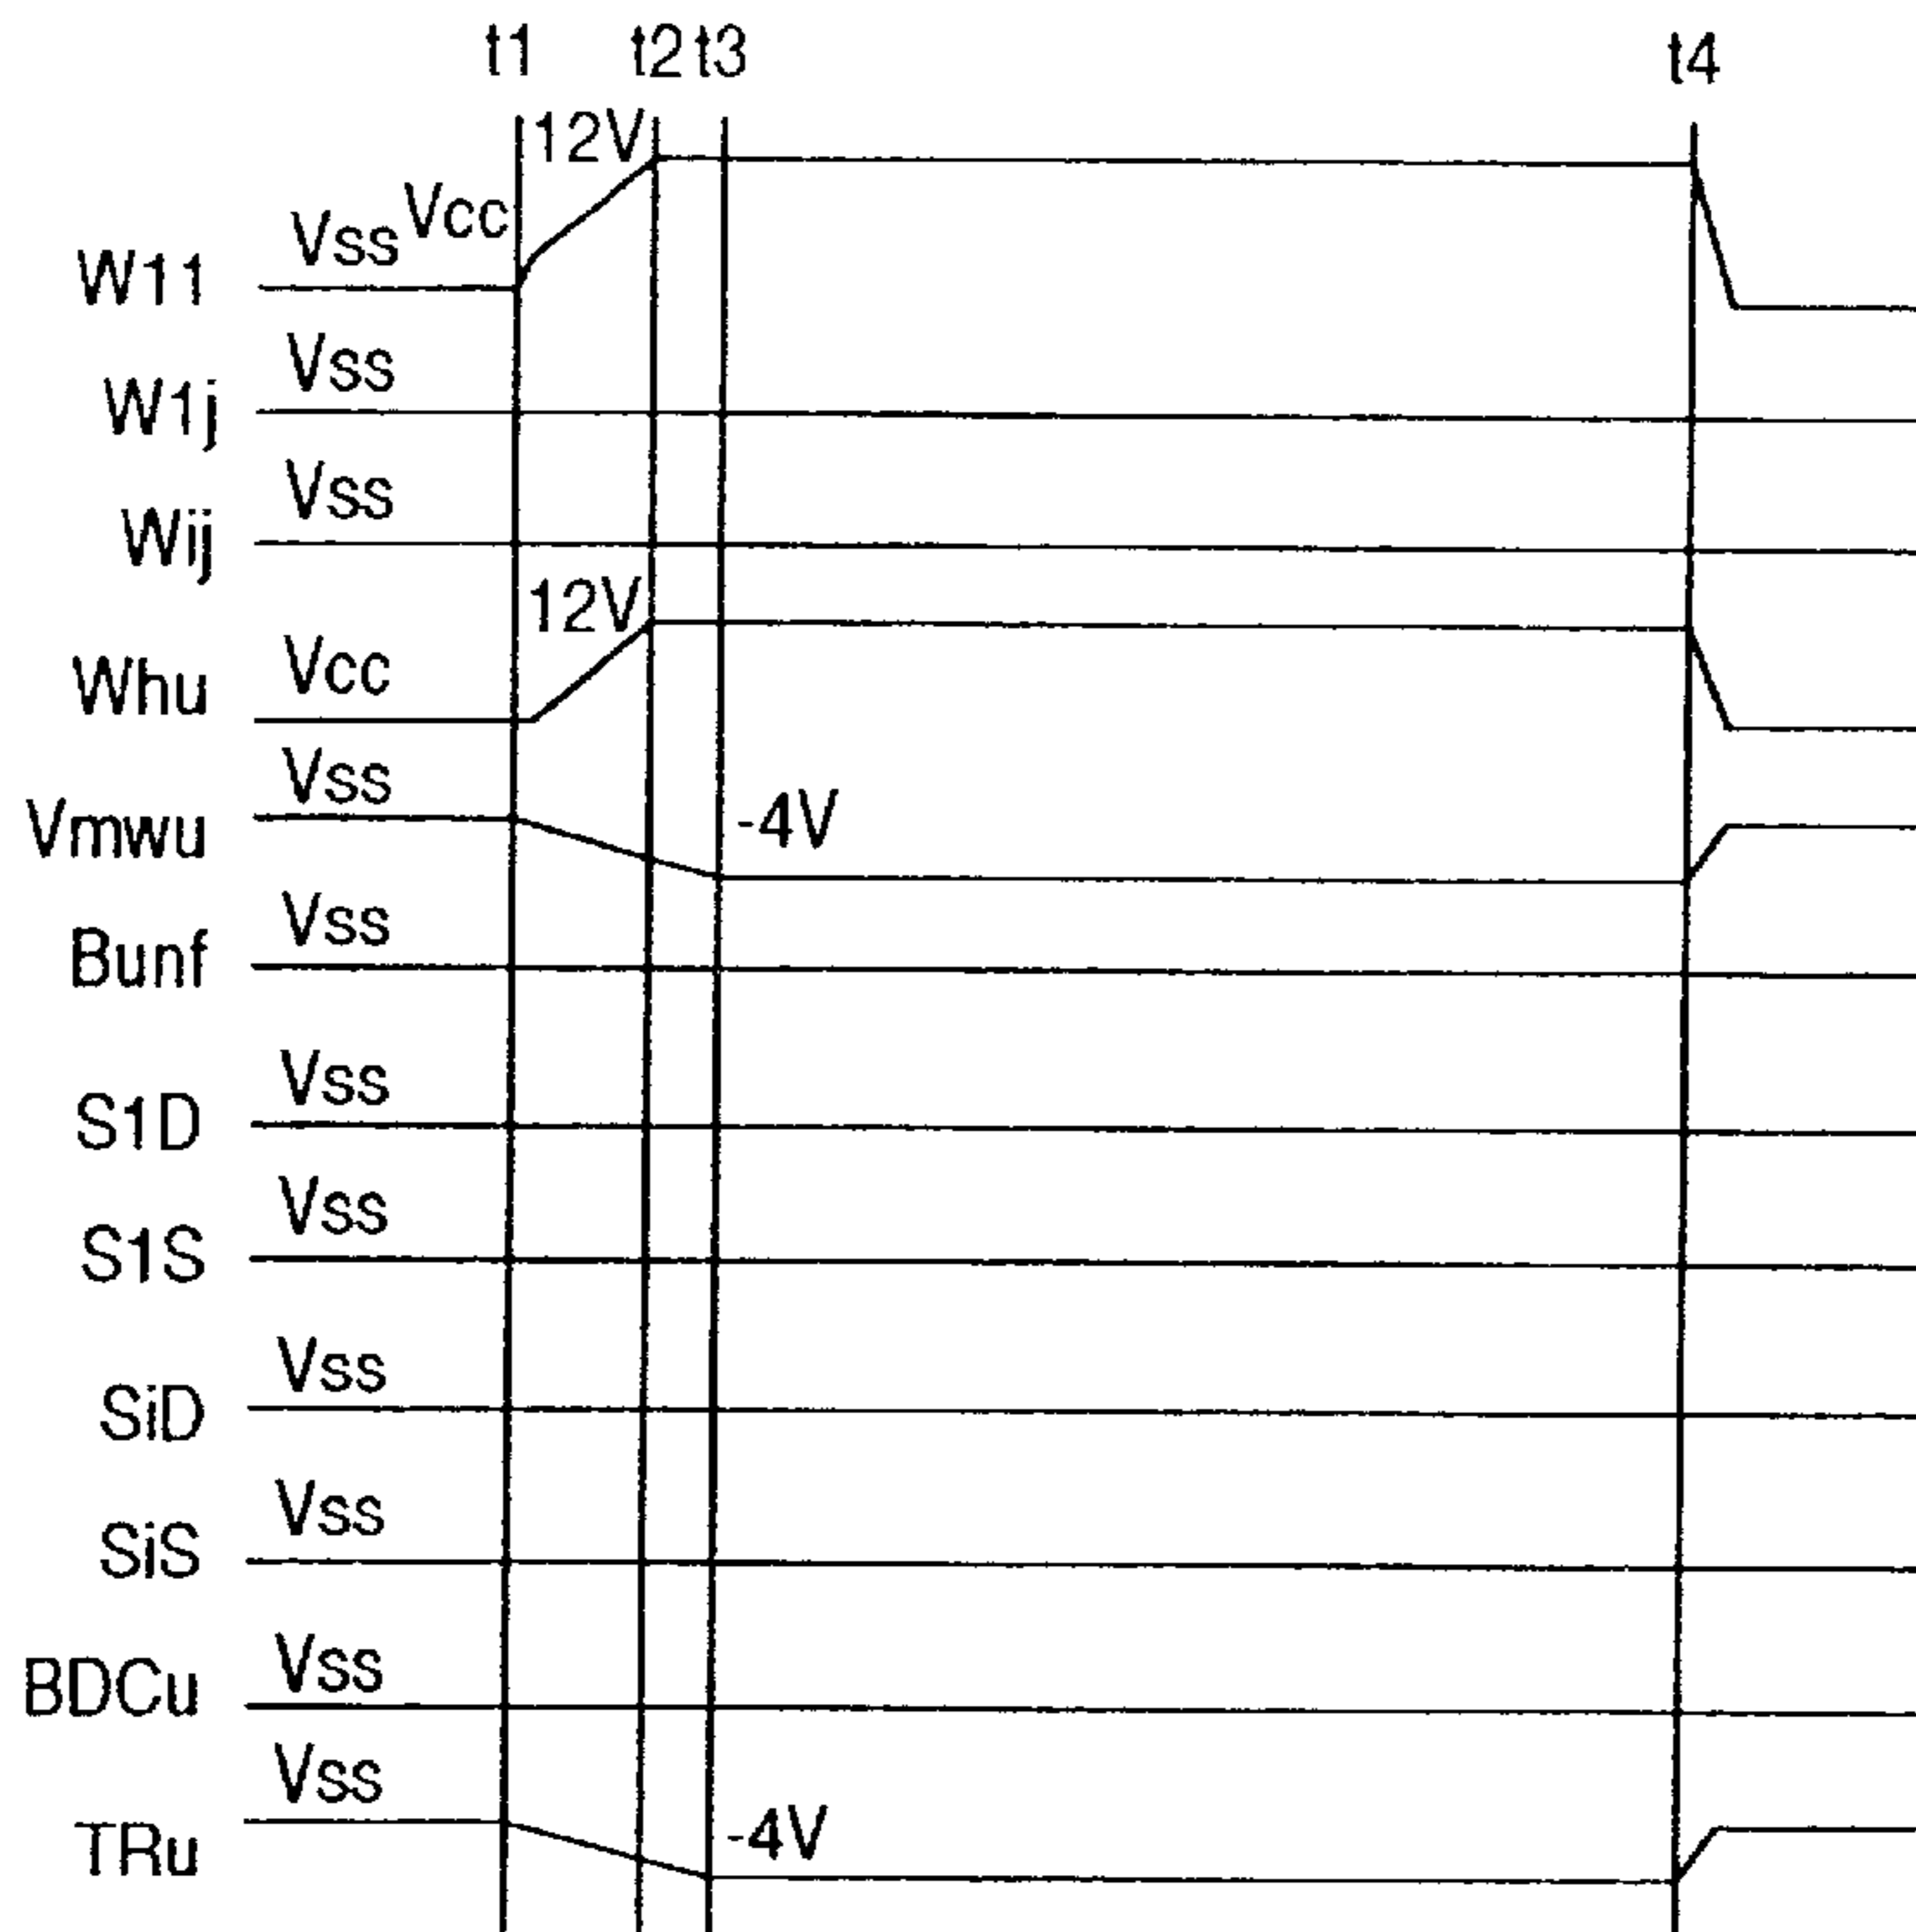 t1 t2 t3 t4
12V
W11 Vss Vcc
W1j Vss
Wij Vss
12V
Whu Vcc
Vmwu Vss -4V
Bunf Vss
S1D Vss
S1S Vss
SiD Vss
SiS Vss
BDCu Vss
TRu Vss -4V